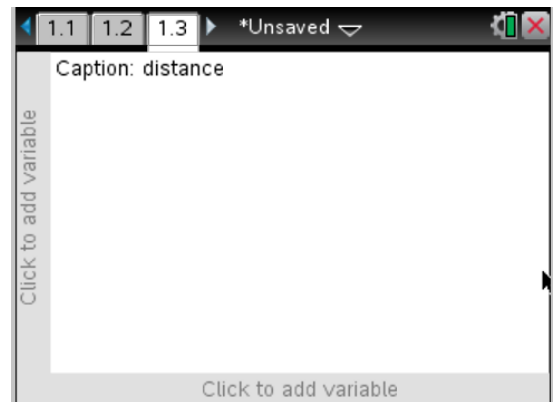 1.1 1.2 1.3 *Unsaved
Caption: distance
Click to add variable
Click to add variable